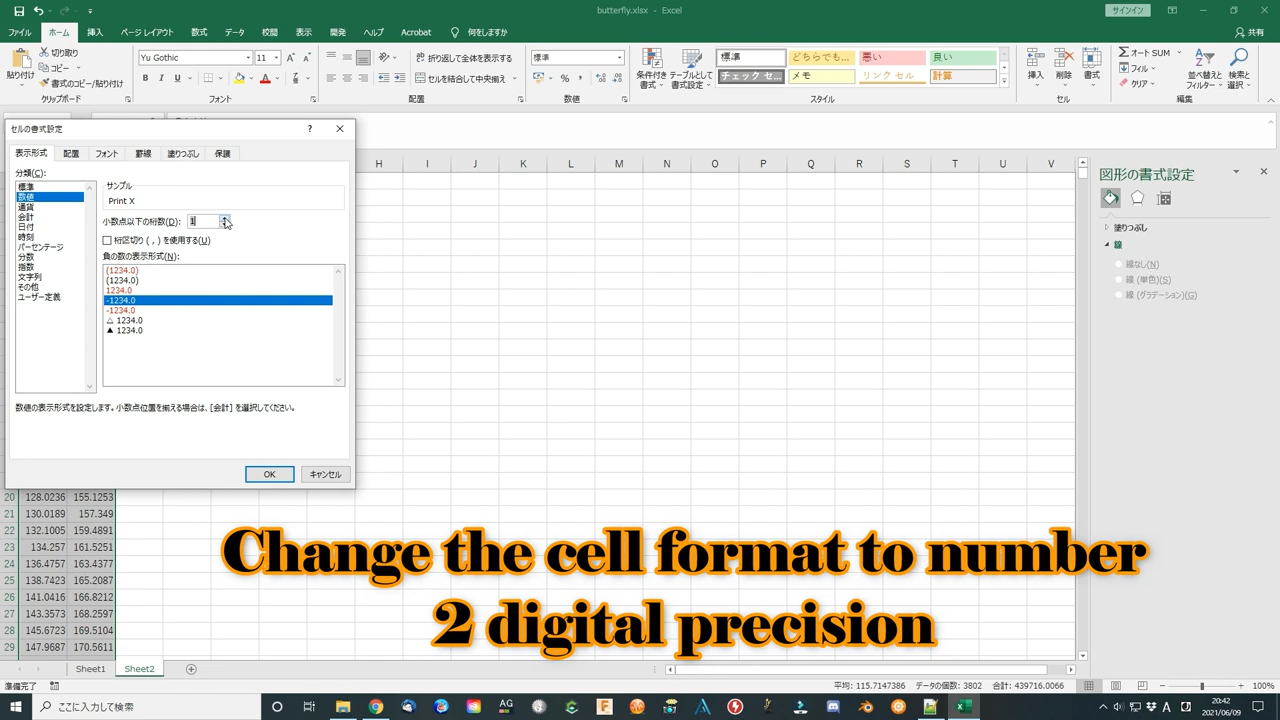 butterfly.xlsx - Excel
サインイン
ファイル ホーム 挿入 ページ レイアウト 数式 データ 校閲 表示 開発 ヘルプ Acrobat 何をしますか
共有
貼り付け
切り取り
コピー
書式のコピー/貼り付け
クリップボード
Yu Gothic 11
B I U
フォント
折り返して全体を表示する
セルを結合して中央揃え
配置
標準
数値
条件付き書式
テーブルとして書式設定
標準 どちらでも... 悪い 良い
チェック セ... メモ リンク セル 計算
スタイル
挿入 削除 書式
セル
オート SUM
フィル
クリア
並べ替えとフィルター
検索と選択
編集
セルの書式設定
表示形式 配置 フォント 罫線 塗りつぶし 保護
分類(C):
標準
数値
通貨
会計
日付
時刻
パーセンテージ
分数
指数
文字列
その他
ユーザー定義
サンプル
Print X
小数点以下の桁数(D): 1
桁区切り ( , ) を使用する(U)
負の数の表示形式(N):
(1234.0)
(1234.0)
1234.0
-1234.0
-1234.0
△ 1234.0
▲ 1234.0
数値の表示形式を設定します。小数点位置を揃える場合は、[会計] を選択してください。
OK キャンセル
H I J K L M N O P Q R S T U V
図形の書式設定
塗りつぶし
線
線なし(N)
線 (単色)(S)
線 (グラデーション)(G)
20 128.0236 155.1253
21 130.0189 157.349
22 132.1005 159.4891
23 134.257 161.5251
24 136.4757 163.4377
25 138.7423 165.2087
26 141.0416 166.8212
27 143.3573 168.2597
28 145.6723 169.5104
29 147.9687 170.5611
Change the cell format to number
2 digital precision
Sheet1 Sheet2
準備完了
平均: 115.7147386 データの個数: 3802 合計: 439716.0066
100%
ここに入力して検索
20:42
2021/06/09